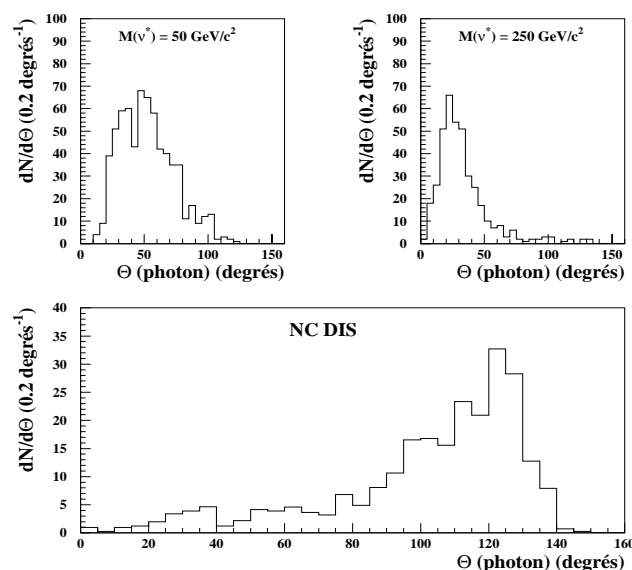 M(ν*) = 50 GeV/c²
dN/dΘ (0.2 degrés⁻¹)
100
90
80
70
60
50
40
30
20
10
0
0 50 100 150
Θ (photon) (degrés)
M(ν*) = 250 GeV/c²
dN/dΘ (0.2 degrés⁻¹)
100
90
80
70
60
50
40
30
20
10
0
0 50 100 150
Θ (photon) (degrés)
NC DIS
dN/dΘ (0.2 degrés⁻¹)
40
35
30
25
20
15
10
5
0
0 20 40 60 80 100 120 140 160
Θ (photon) (degrés)